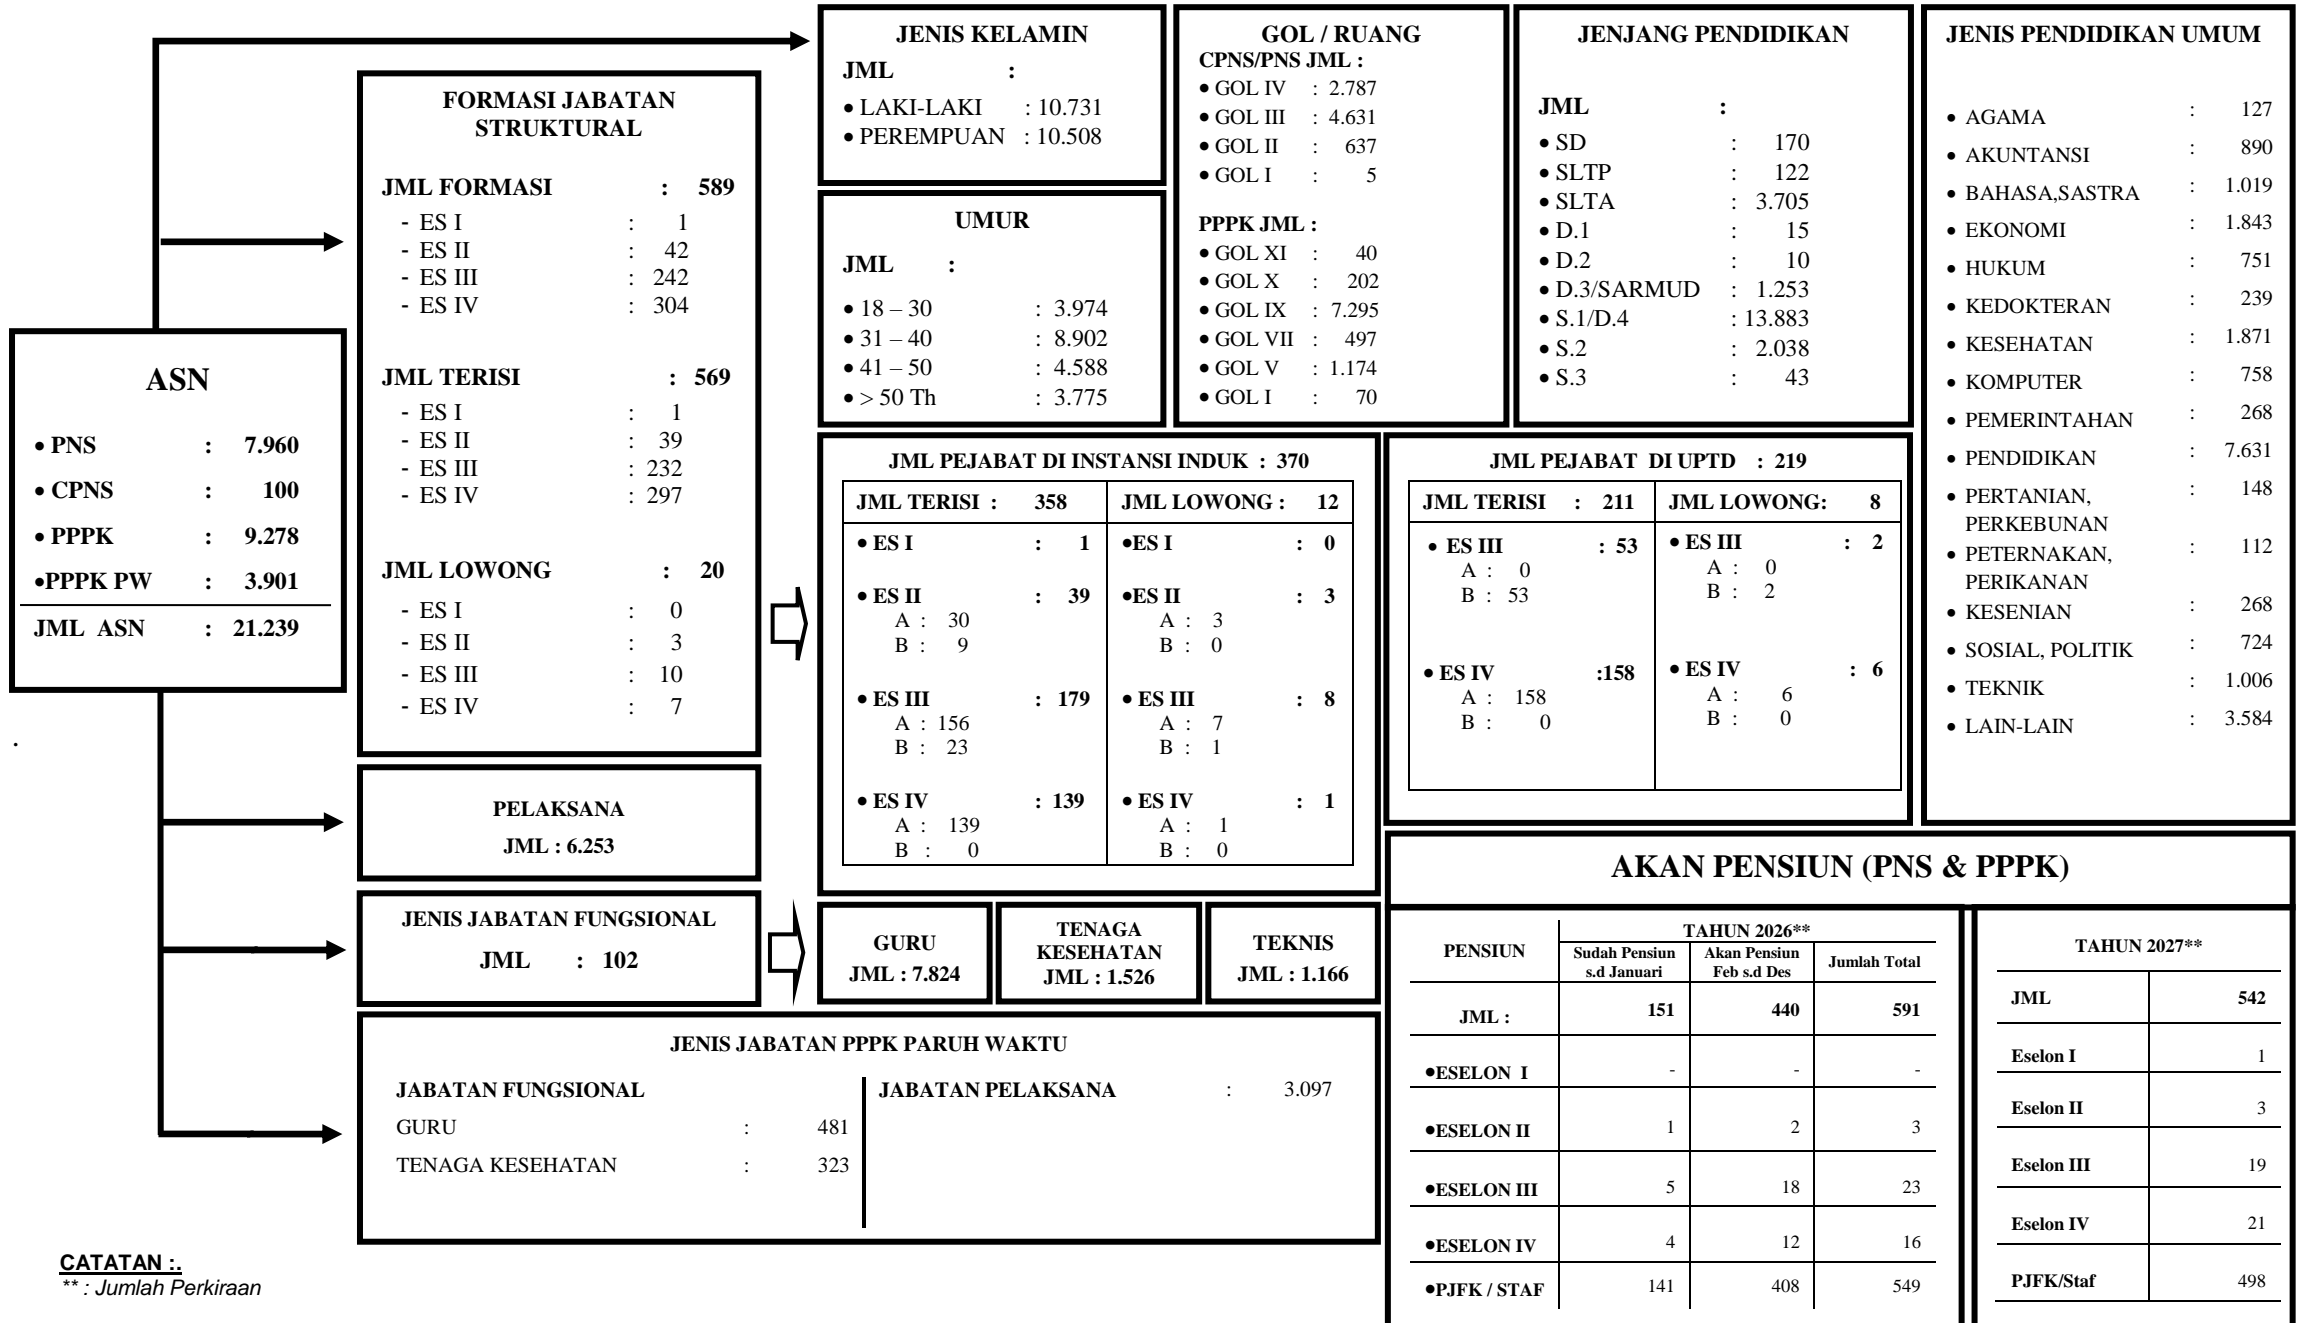 ASN
• PNS : 7.960
• CPNS : 100
• PPPK : 9.278
•PPPK PW : 3.901
JML ASN : 21.239
.
FORMASI JABATAN
STRUKTURAL
JML FORMASI : 589
- ES I : 1
- ES II : 42
- ES III : 242
- ES IV : 304
JML TERISI : 569
- ES I : 1
- ES II : 39
- ES III : 232
- ES IV : 297
JML LOWONG : 20
- ES I : 0
- ES II : 3
- ES III : 10
- ES IV : 7
PELAKSANA
JML : 6.253
JENIS JABATAN FUNGSIONAL
JML : 102
JENIS KELAMIN
JML :
• LAKI-LAKI : 10.731
• PEREMPUAN : 10.508
UMUR
JML :
• 18 – 30 : 3.974
• 31 – 40 : 8.902
• 41 – 50 : 4.588
• > 50 Th : 3.775
GOL / RUANG
CPNS/PNS JML :
• GOL IV : 2.787
• GOL III : 4.631
• GOL II : 637
• GOL I : 5
PPPK JML :
• GOL XI : 40
• GOL X : 202
• GOL IX : 7.295
• GOL VII : 497
• GOL V : 1.174
• GOL I : 70
JENJANG PENDIDIKAN
JML :
• SD : 170
• SLTP : 122
• SLTA : 3.705
• D.1 : 15
• D.2 : 10
• D.3/SARMUD : 1.253
• S.1/D.4 : 13.883
• S.2 : 2.038
• S.3 : 43
JENIS PENDIDIKAN UMUM
• AGAMA : 127
• AKUNTANSI : 890
• BAHASA,SASTRA : 1.019
• EKONOMI : 1.843
• HUKUM : 751
• KEDOKTERAN : 239
• KESEHATAN : 1.871
• KOMPUTER : 758
• PEMERINTAHAN : 268
• PENDIDIKAN : 7.631
• PERTANIAN, : 148
PERKEBUNAN
• PETERNAKAN, : 112
PERIKANAN
• KESENIAN : 268
• SOSIAL, POLITIK : 724
• TEKNIK : 1.006
• LAIN-LAIN : 3.584
JML PEJABAT DI INSTANSI INDUK : 370
JML TERISI : 358
• ES I : 1
• ES II : 39
A : 30
B : 9
• ES III : 179
A : 156
B : 23
• ES IV : 139
A : 139
B : 0
JML LOWONG : 12
•ES I : 0
•ES II : 3
A : 3
B : 0
• ES III : 8
A : 7
B : 1
• ES IV : 1
A : 1
B : 0
JML PEJABAT DI UPTD : 219
JML TERISI : 211
• ES III : 53
A : 0
B : 53
• ES IV :158
A : 158
B : 0
JML LOWONG: 8
• ES III : 2
A : 0
B : 2
• ES IV : 6
A : 6
B : 0
GURU
JML : 7.824
TENAGA
KESEHATAN
JML : 1.526
TEKNIS
JML : 1.166
JENIS JABATAN PPPK PARUH WAKTU
JABATAN FUNGSIONAL
GURU : 481
TENAGA KESEHATAN : 323
JABATAN PELAKSANA : 3.097
AKAN PENSIUN (PNS & PPPK)
PENSIUN
TAHUN 2026**
Sudah Pensiun
s.d Januari
Akan Pensiun
Feb s.d Des
Jumlah Total
JML : 151 440 591
•ESELON I - - -
•ESELON II 1 2 3
•ESELON III 5 18 23
•ESELON IV 4 12 16
•PJFK / STAF 141 408 549
TAHUN 2027**
JML 542
Eselon I 1
Eselon II 3
Eselon III 19
Eselon IV 21
PJFK/Staf 498
CATATAN :.
** : Jumlah Perkiraan